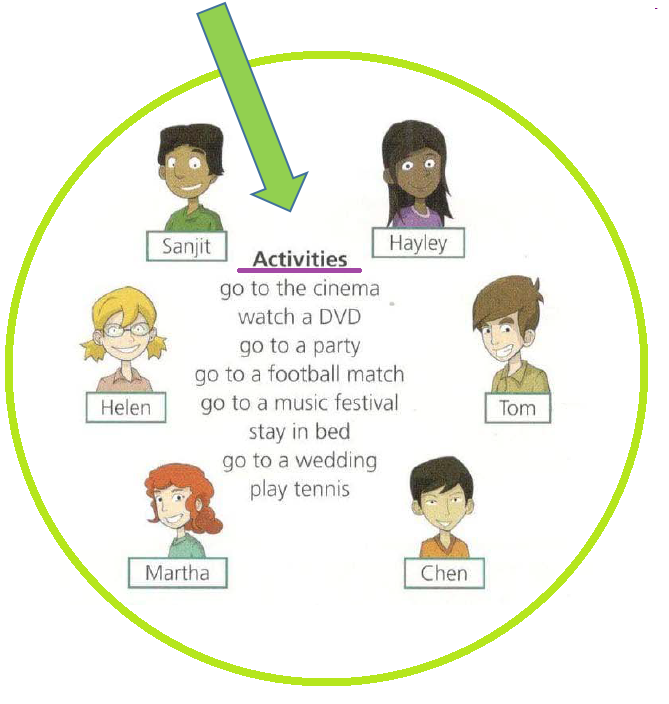 Sanjit
Hayley
Activities
go to the cinema
watch a DVD
go to a party
go to a football match
go to a music festival
stay in bed
go to a wedding
play tennis
Helen
Tom
Martha
Chen